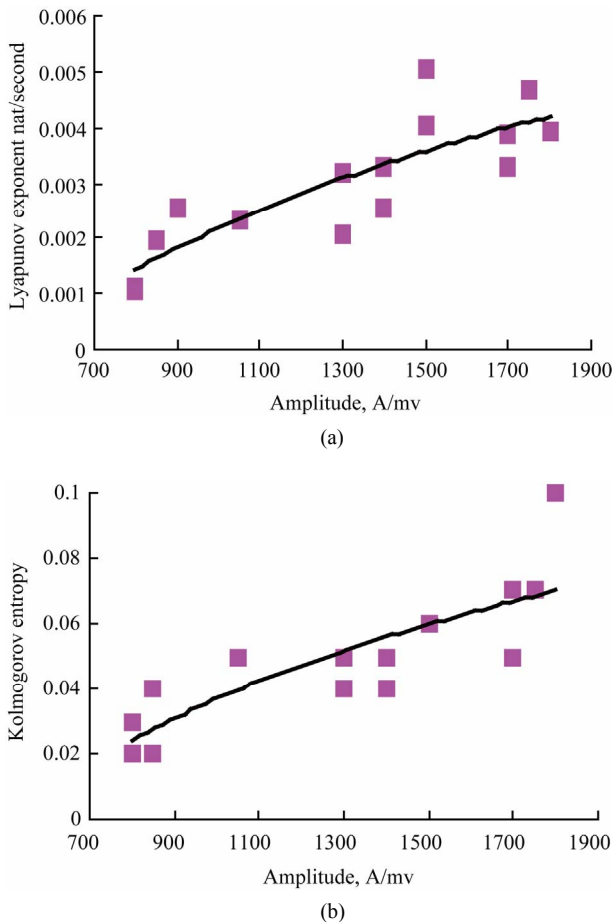 0.006
0.005
0.004
0.003
0.002
0.001
0
Lyapunov exponent nat/second
700 900 1100 1300 1500 1700 1900
Amplitude, A/mv
(a)
0.1
0.08
0.06
0.04
0.02
0
Kolmogorov entropy
700 900 1100 1300 1500 1700 1900
Amplitude, A/mv
(b)